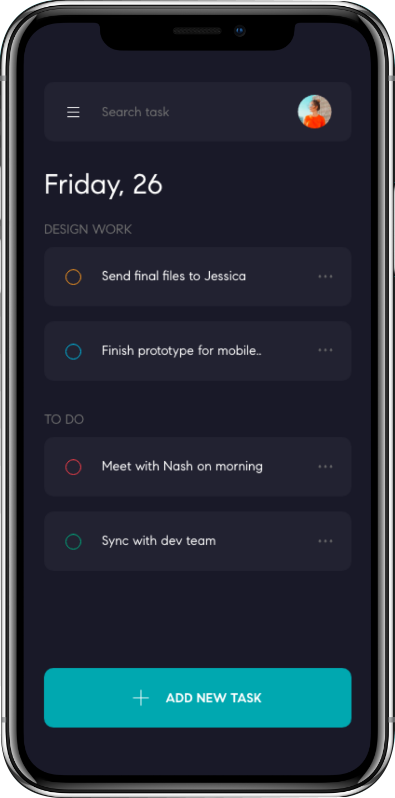 Search task
Friday, 26
DESIGN WORK
Send final files to Jessica
Finish prototype for mobile..
TO DO
Meet with Nash on morning
Sync with dev team
ADD NEW TASK